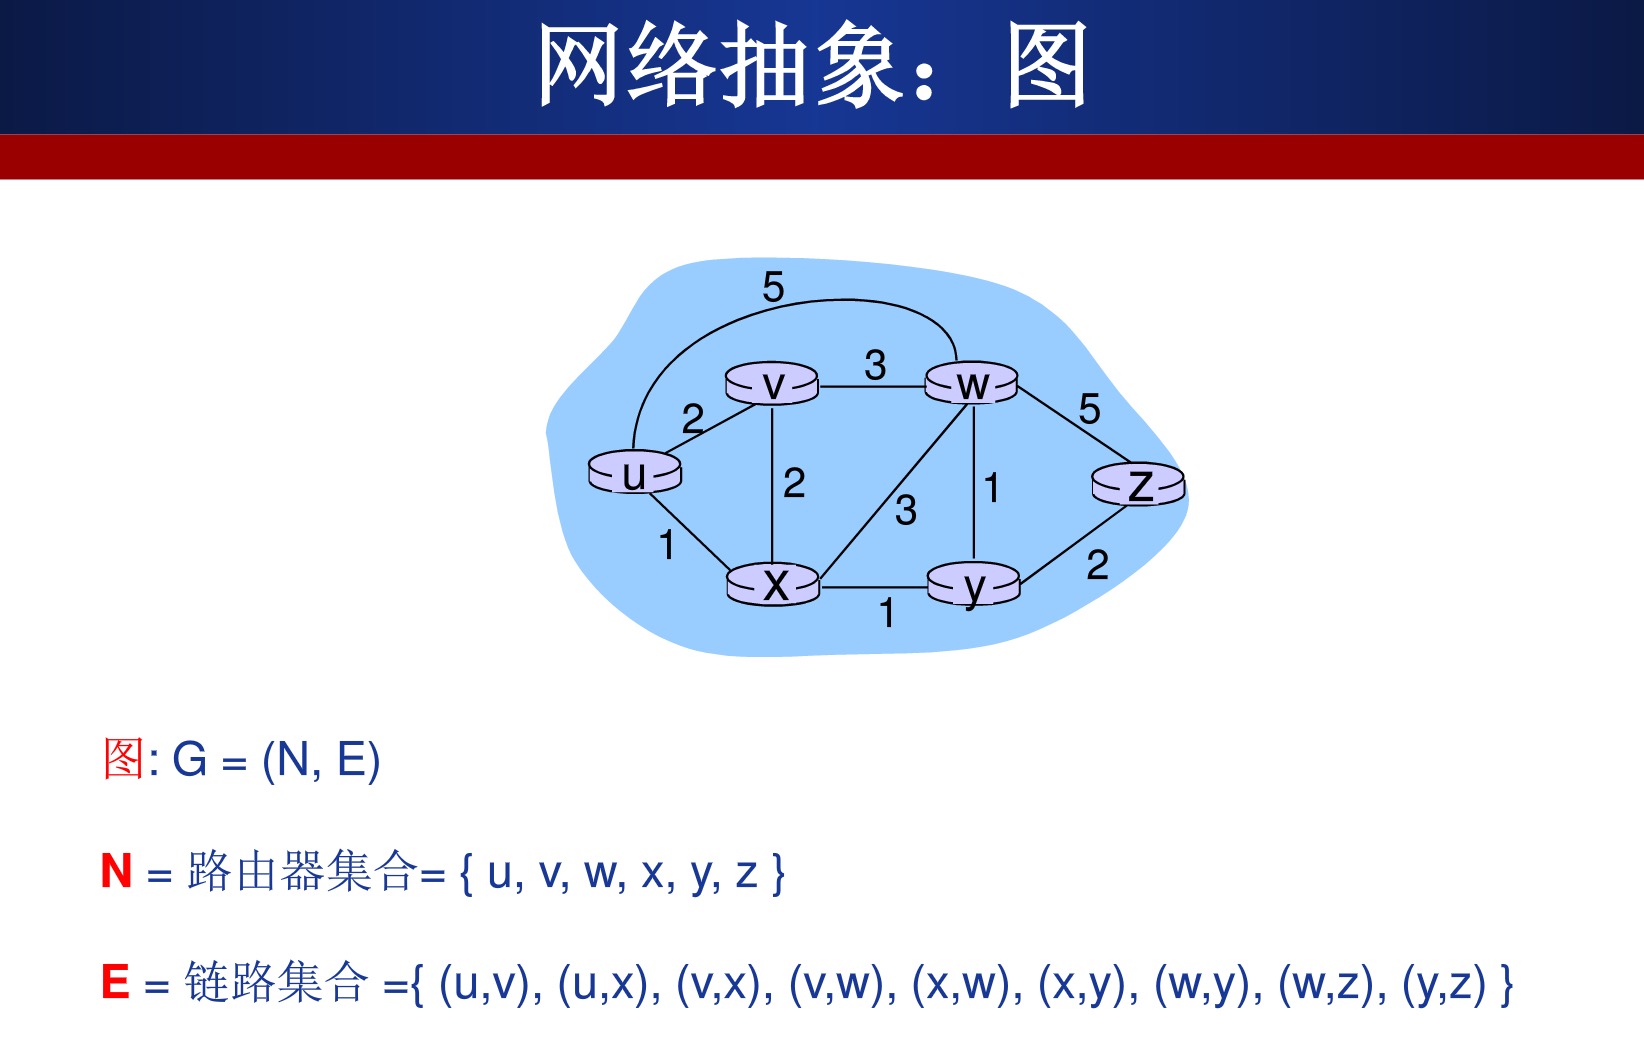 网络抽象：图
5
v
3
w
2
5
u
2
z
3
1
1
x
y
2
1
图: G = (N, E)
N = 路由器集合= { u, v, w, x, y, z }
E = 链路集合 ={ (u,v), (u,x), (v,x), (v,w), (x,w), (x,y), (w,y), (w,z), (y,z) }